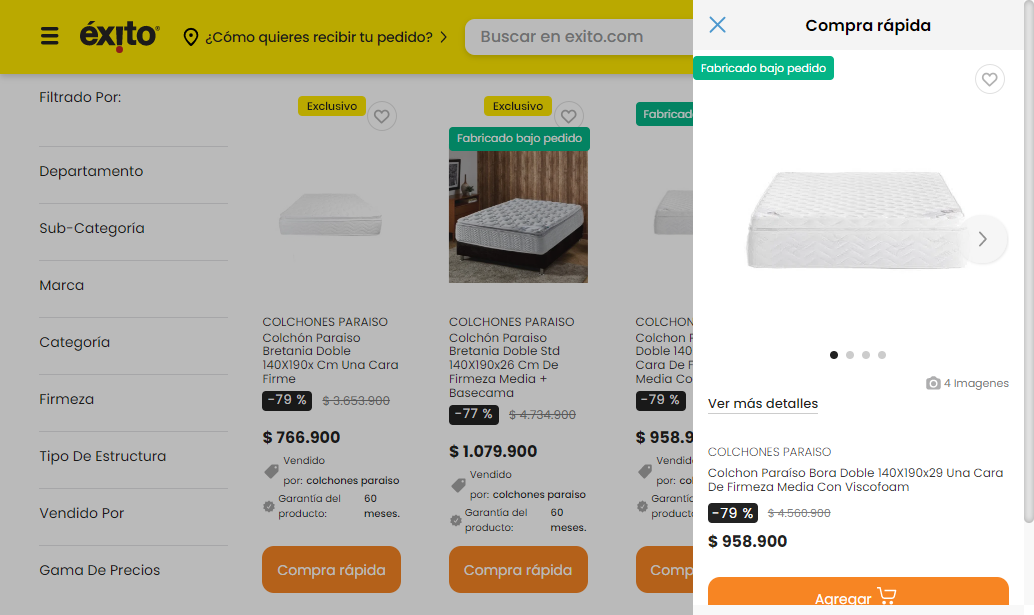 éxito
¿Cómo quieres recibir tu pedido?
Buscar en exito.com
Filtrado Por:
Departamento
Sub-Categoría
Marca
Categoría
Firmeza
Tipo De Estructura
Vendido Por
Gama De Precios
Exclusivo
COLCHONES PARAISO
Colchón Paraiso
Bretania Doble
140X190x Cm Una Cara
Firme
-79 % $ 3.653.900
$ 766.900
Vendido
por: colchones paraiso
Garantía del
producto:
60
meses.
Compra rápida
Exclusivo
Fabricado bajo pedido
COLCHONES PARAISO
Colchón Paraiso
Bretania Doble Std
140X190x26 Cm De
Firmeza Media +
Basecama
-77 % $ 4.734.900
$ 1.079.900
Vendido
por: colchones paraiso
Garantía del
producto:
60
meses.
Compra rápida
Fabricad
COLCHON
Colchon P
Doble 140
Cara De F
Media Co
-79 %
$ 958.9
Vendid
por: co
Garantí
product
Comp
Compra rápida
Fabricado bajo pedido
4 Imagenes
Ver más detalles
COLCHONES PARAISO
Colchon Paraiso Bora Doble 140X190x29 Una Cara
De Firmeza Media Con Viscofoam
-79 % $ 4.560.900
$ 958.900
Agregar